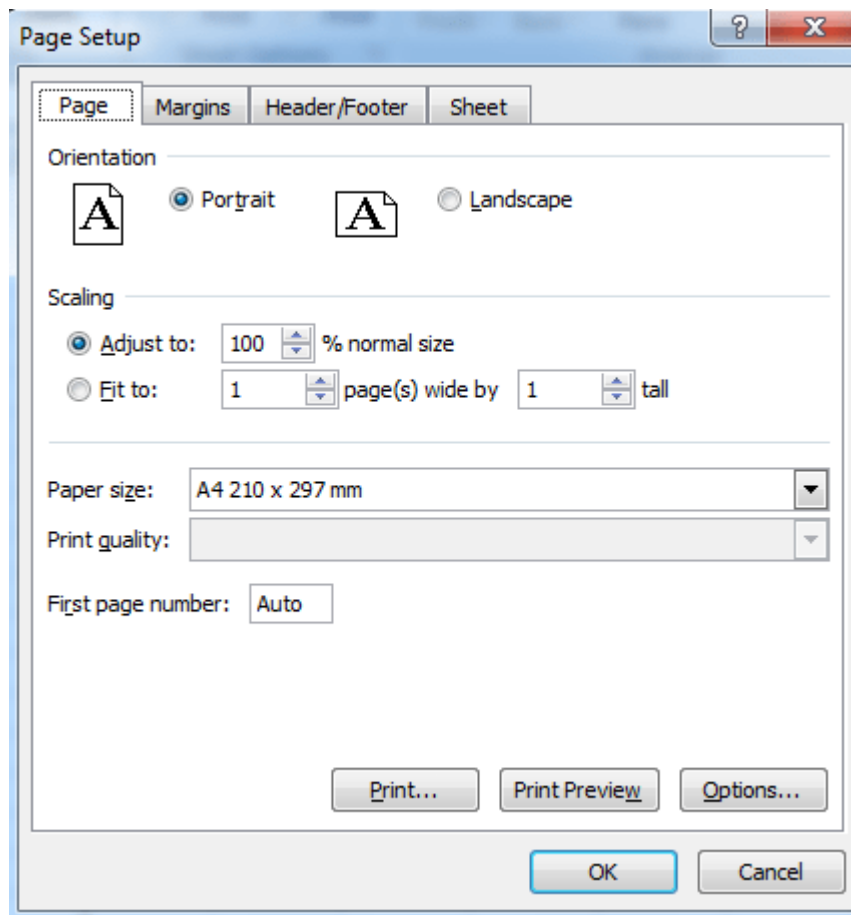 Page Setup
?
Page Margins Header/Footer Sheet
Orientation
A Portrait A Landscape
Scaling
Adjust to: 100 % normal size
Fit to: 1 page(s) wide by 1 tall
Paper size: A4 210 x 297 mm
Print quality:
First page number: Auto
Print... Print Preview Options...
OK Cancel